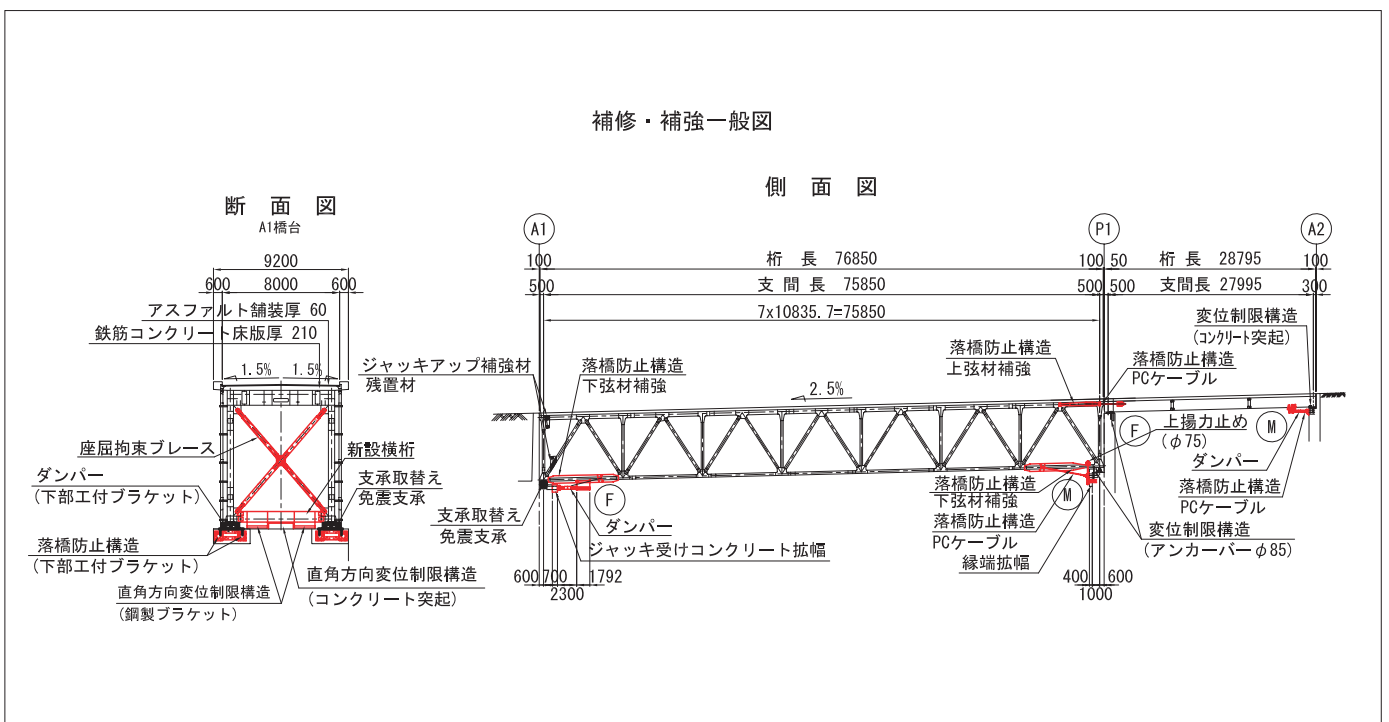 補修・補強一般図
断面図
A1橋台
9200
600 8000 600
アスファルト舗装厚 60
鉄筋コンクリート床版厚 210
1.5% 1.5%
座屈拘束ブレース
新設横桁
ダンパー
(下部工付ブラケット)
支承取替え
免震支承
落橋防止構造
(下部工付ブラケット)
直角方向変位制限構造
(コンクリート突起)
直角方向変位制限構造
(鋼製ブラケット)
側面図
A1 P1 A2
100 桁長 76850 100 50 桁長 28795 100
500 支間長 75850 500 500 支間長 27995 300
7x10835.7=75850
変位制限構造
(コンクリート突起)
ジャッキアップ補強材
残置材
落橋防止構造
下弦材補強
2.5%
落橋防止構造
上弦材補強
落橋防止構造
PCケーブル
上揚力止め
(φ75)
F
M
ダンパー
落橋防止構造
PCケーブル
支承取替え
免震支承
F
ダンパー
ジャッキ受けコンクリート拡幅
落橋防止構造
下弦材補強
M
落橋防止構造
PCケーブル
縁端拡幅
変位制限構造
(アンカーバーφ85)
600 700 1792
2300
400 600
1000